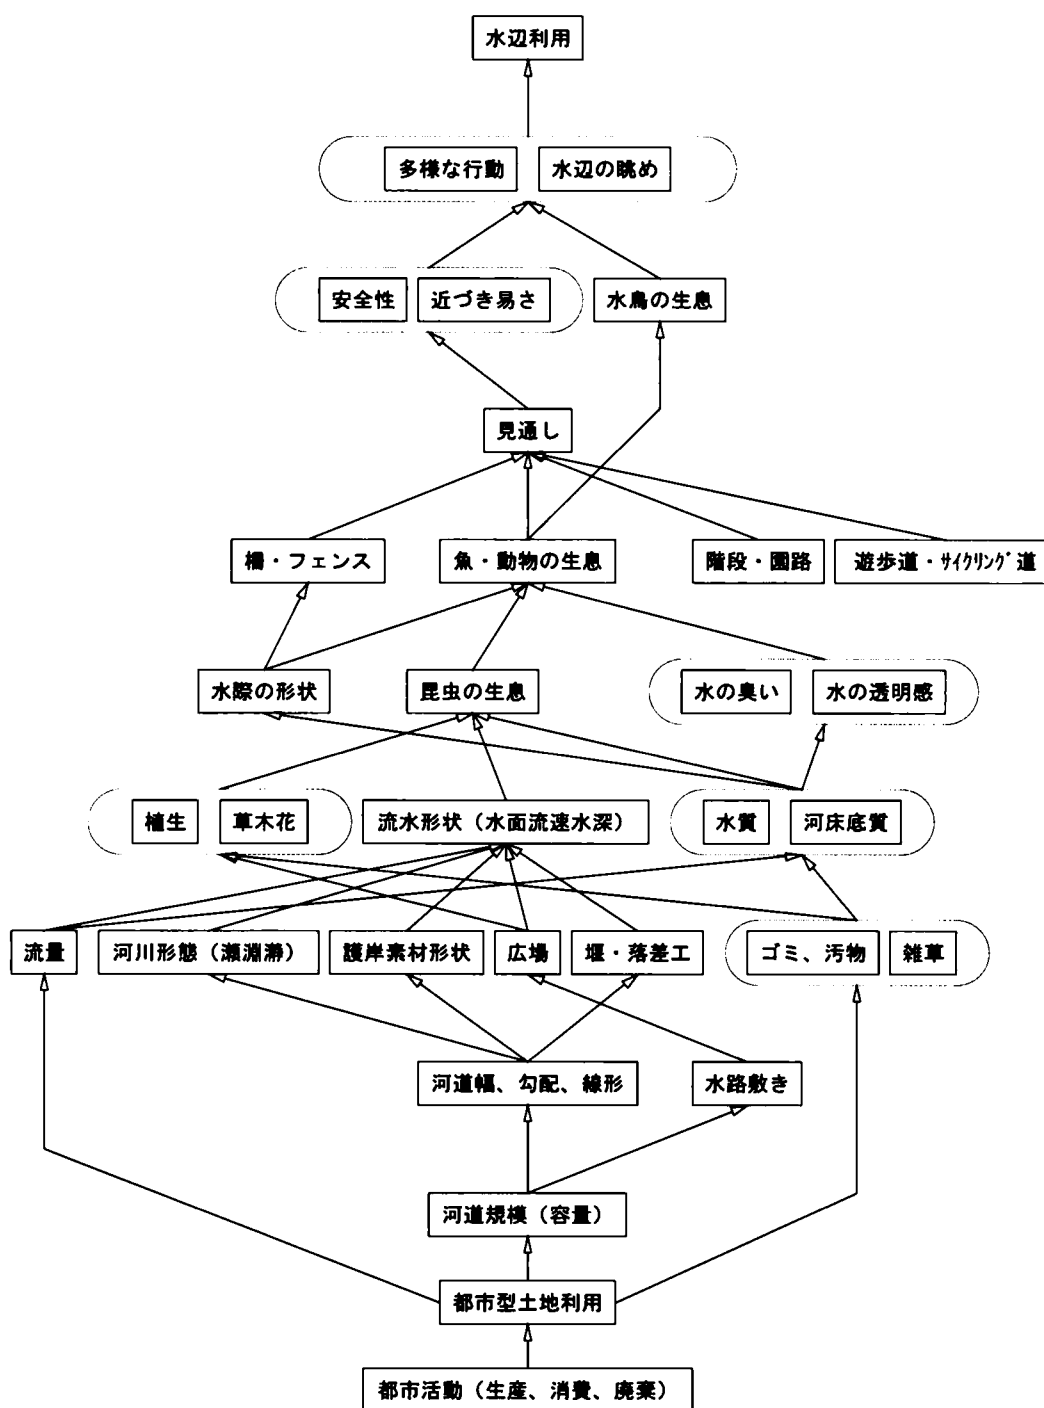 水辺利用
多様な行動 水辺の眺め
安全性 近づき易さ 水鳥の生息
見通し
柵・フェンス 魚・動物の生息 階段・園路 遊歩道・ｻｲｸﾘﾝｸﾞ道
水際の形状 昆虫の生息 水の臭い 水の透明感
植生 草木花 流水形状（水面流速水深） 水質 河床底質
流量 河川形態（瀬淵瀞） 護岸素材形状 広場 堰・落差工 ゴミ、汚物 雑草
河道幅、勾配、線形 水路敷き
河道規模（容量）
都市型土地利用
都市活動（生産、消費、廃棄）